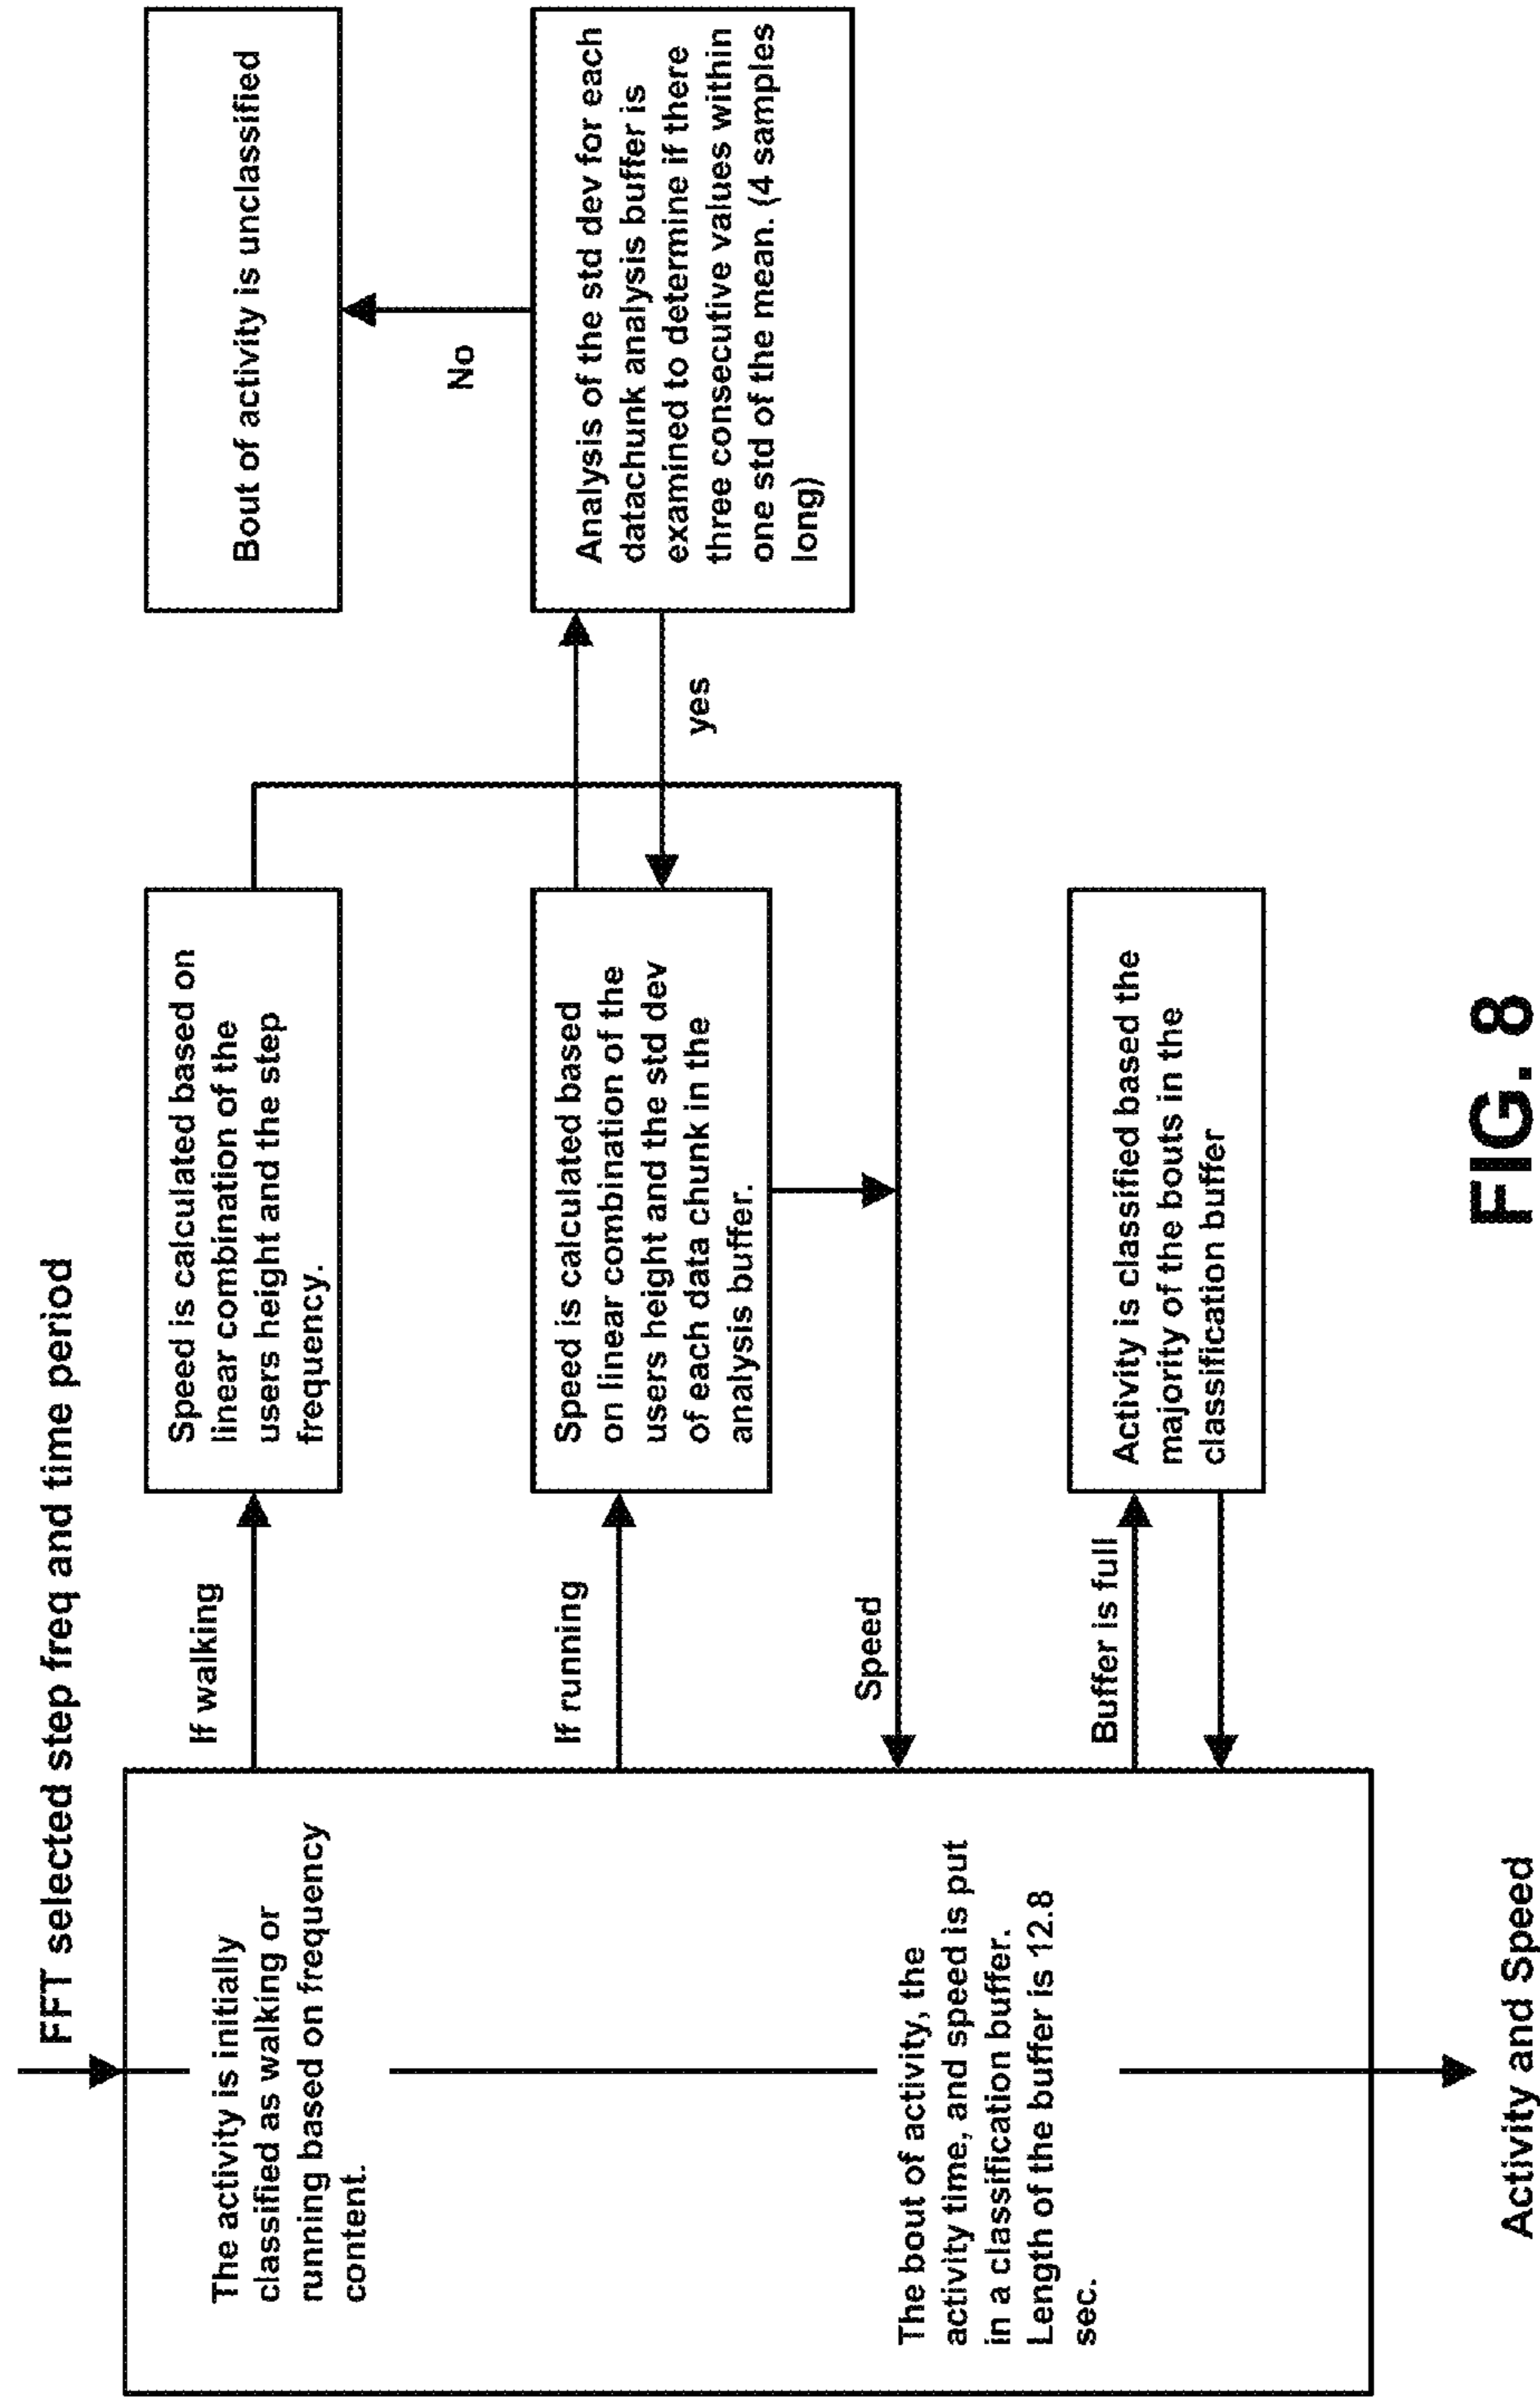 FFT selected step freq and time period
The activity is initially
classified as walking or
running based on frequency
content.
If walking
Speed is calculated based on
linear combination of the
users height and the step
frequency.
Bout of activity is unclassified
No
If running
Speed is calculated based
on linear combination of the
users height and the std dev
of each data chunk in the
analysis buffer.
yes
Analysis of the std dev for each
datachunk analysis buffer is
examined to determine if there
three consecutive values within
one std of the mean. (4 samples
long)
Speed
The bout of activity, the
activity time, and speed is put
in a classification buffer.
Length of the buffer is 12.8
sec.
Buffer is full
Activity is classified based the
majority of the bouts in the
classification buffer
Activity and Speed
FIG. 8